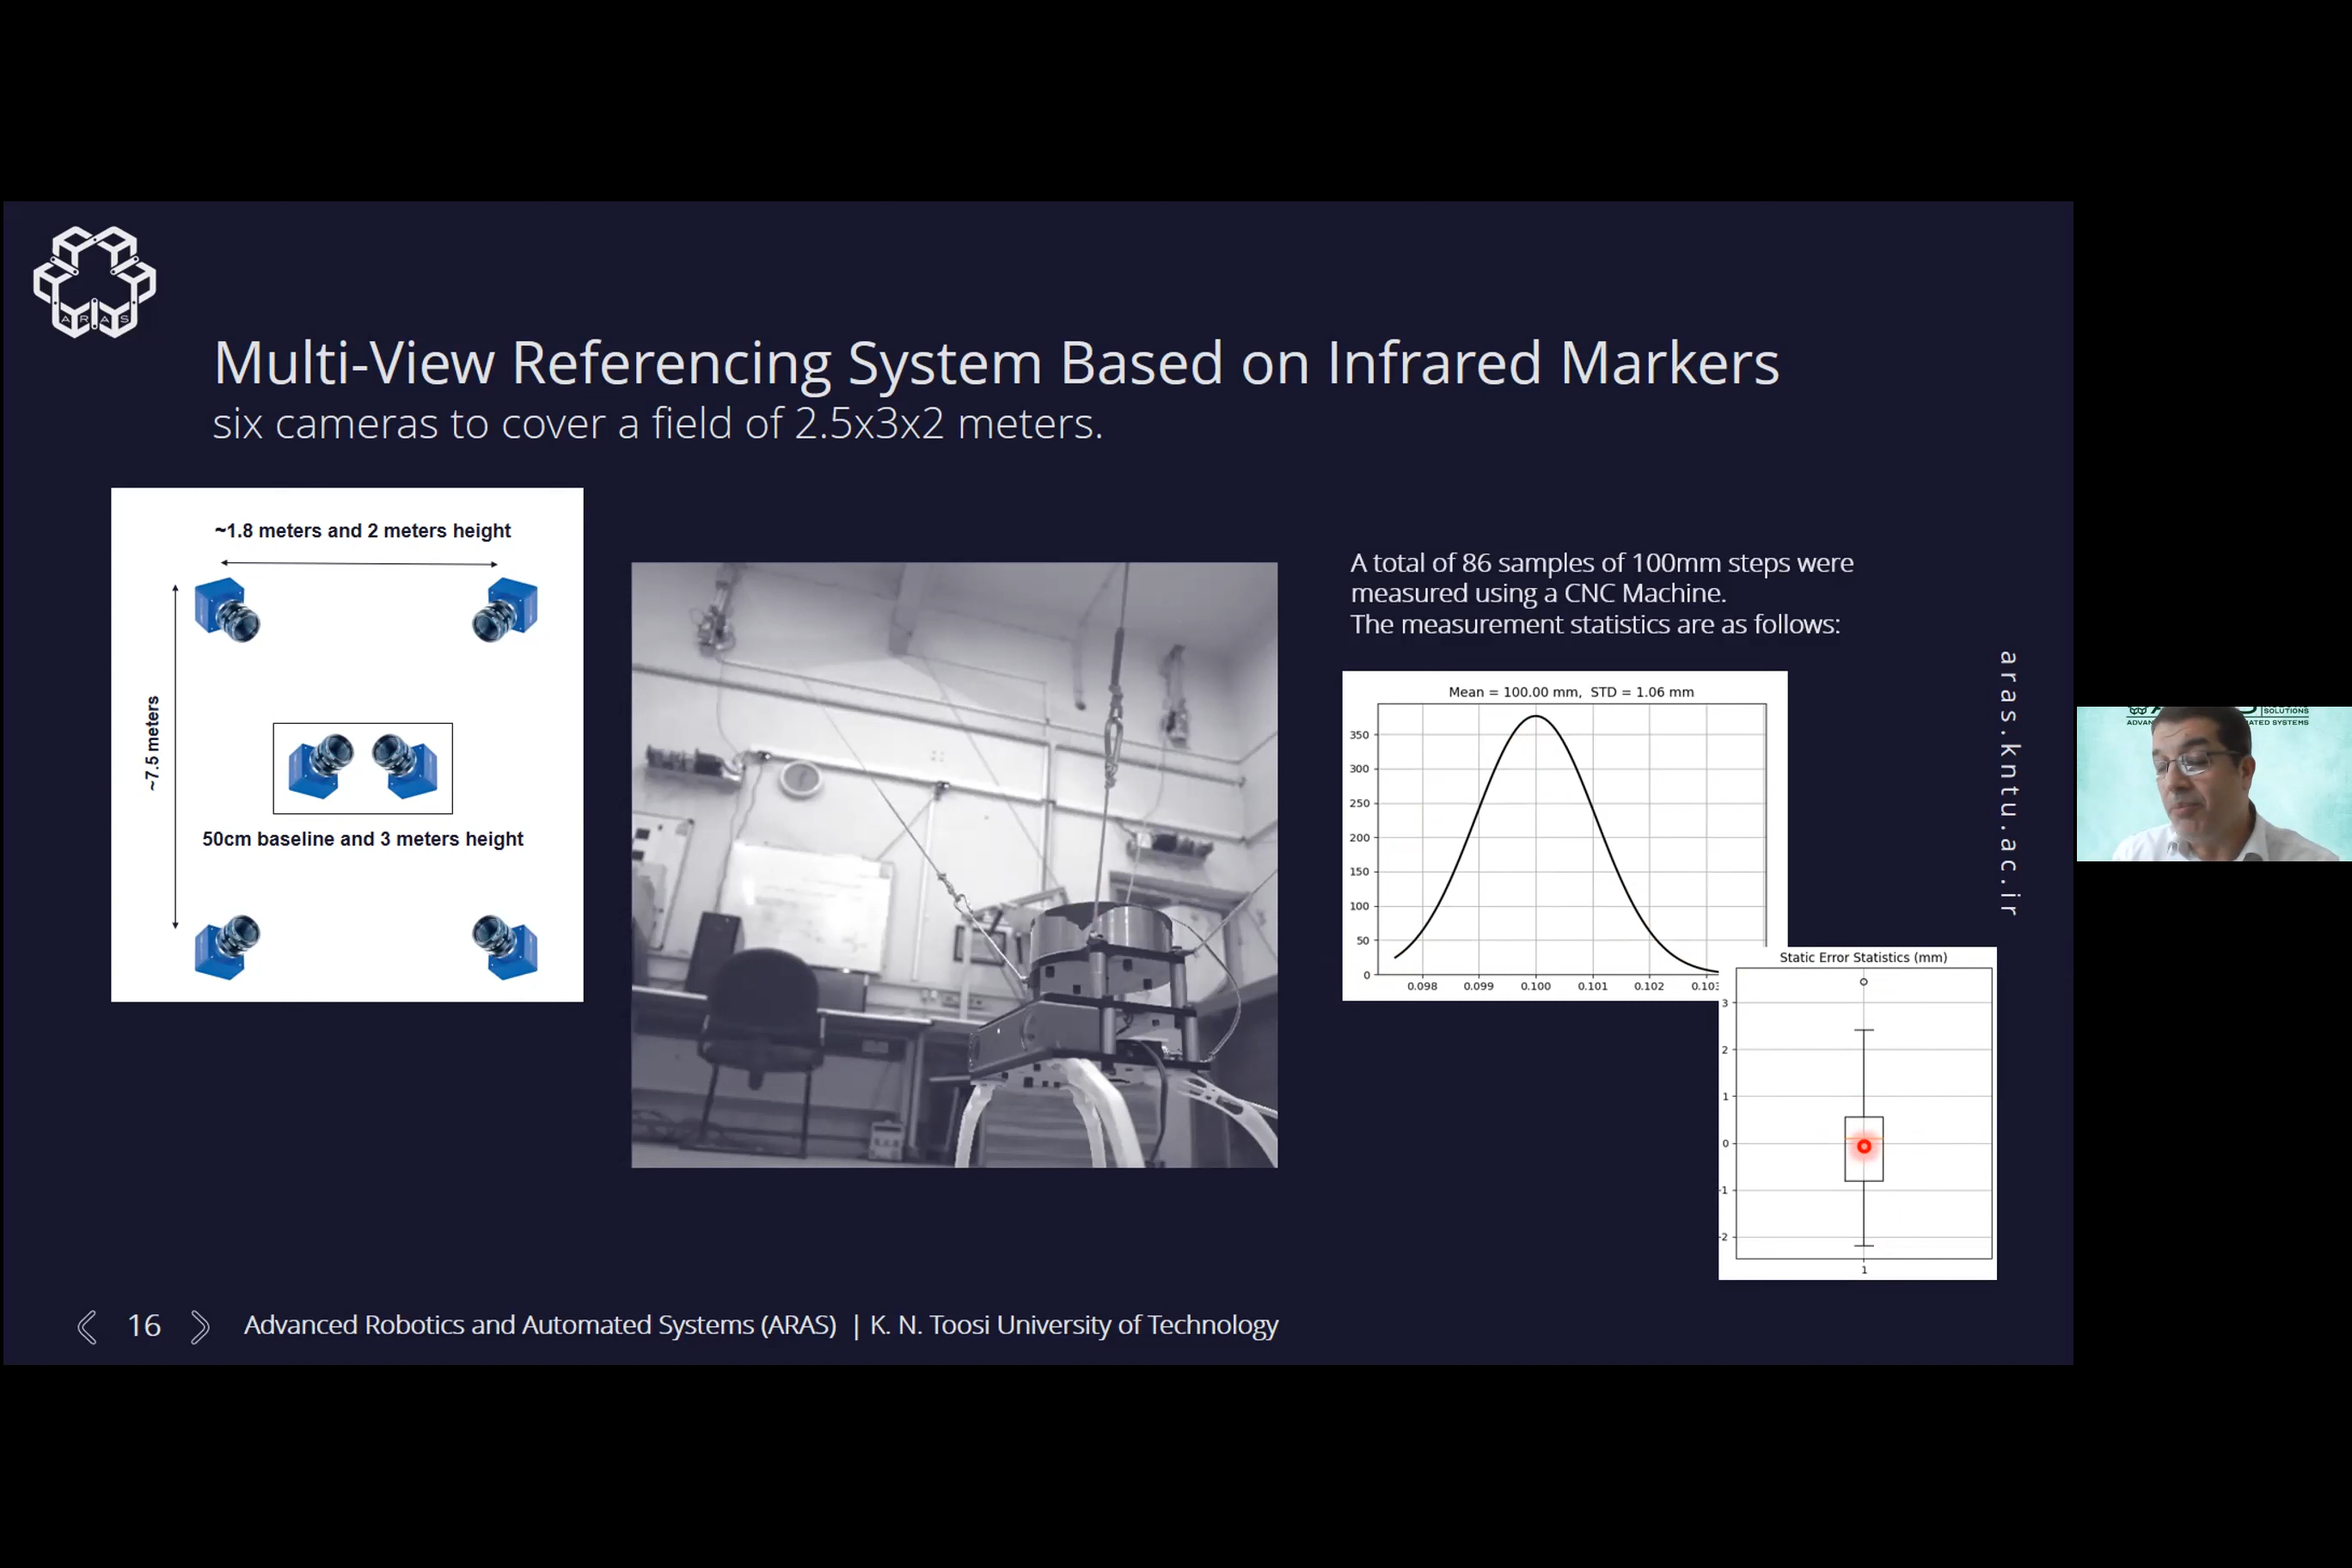 A R A S
Multi-View Referencing System Based on Infrared Markers
six cameras to cover a field of 2.5x3x2 meters.
~1.8 meters and 2 meters height
~7.5 meters
50cm baseline and 3 meters height
A total of 86 samples of 100mm steps were
measured using a CNC Machine.
The measurement statistics are as follows:
Mean = 100.00 mm, STD = 1.06 mm
350
300
250
200
150
100
50
0
0.098 0.099 0.100 0.101 0.102 0.103
Static Error Statistics (mm)
3
2
1
0
-1
-2
1
aras.kntu.ac.ir
SOLUTIONS
16
Advanced Robotics and Automated Systems (ARAS) | K. N. Toosi University of Technology